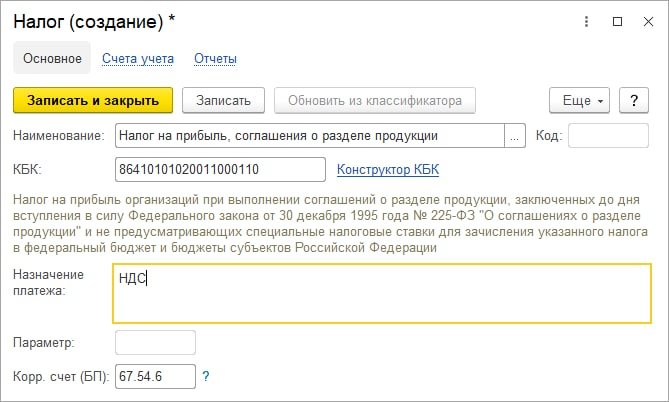 Налог (создание) *
Основное Счета учета Отчеты
Записать и закрыть Записать Обновить из классификатора Еще ?
Наименование: Налог на прибыль, соглашения о разделе продукции ... Код:
КБК: 86410101020011000110 Конструктор КБК
Налог на прибыль организаций при выполнении соглашений о разделе продукции, заключенных до дня
вступления в силу Федерального закона от 30 декабря 1995 года № 225-ФЗ "О соглашениях о разделе
продукции" и не предусматривающих специальные налоговые ставки для зачисления указанного налога
в федеральный бюджет и бюджеты субъектов Российской Федерации
Назначение НДС
платежа:
Параметр:
Корр. счет (БП): 67.54.6 ?